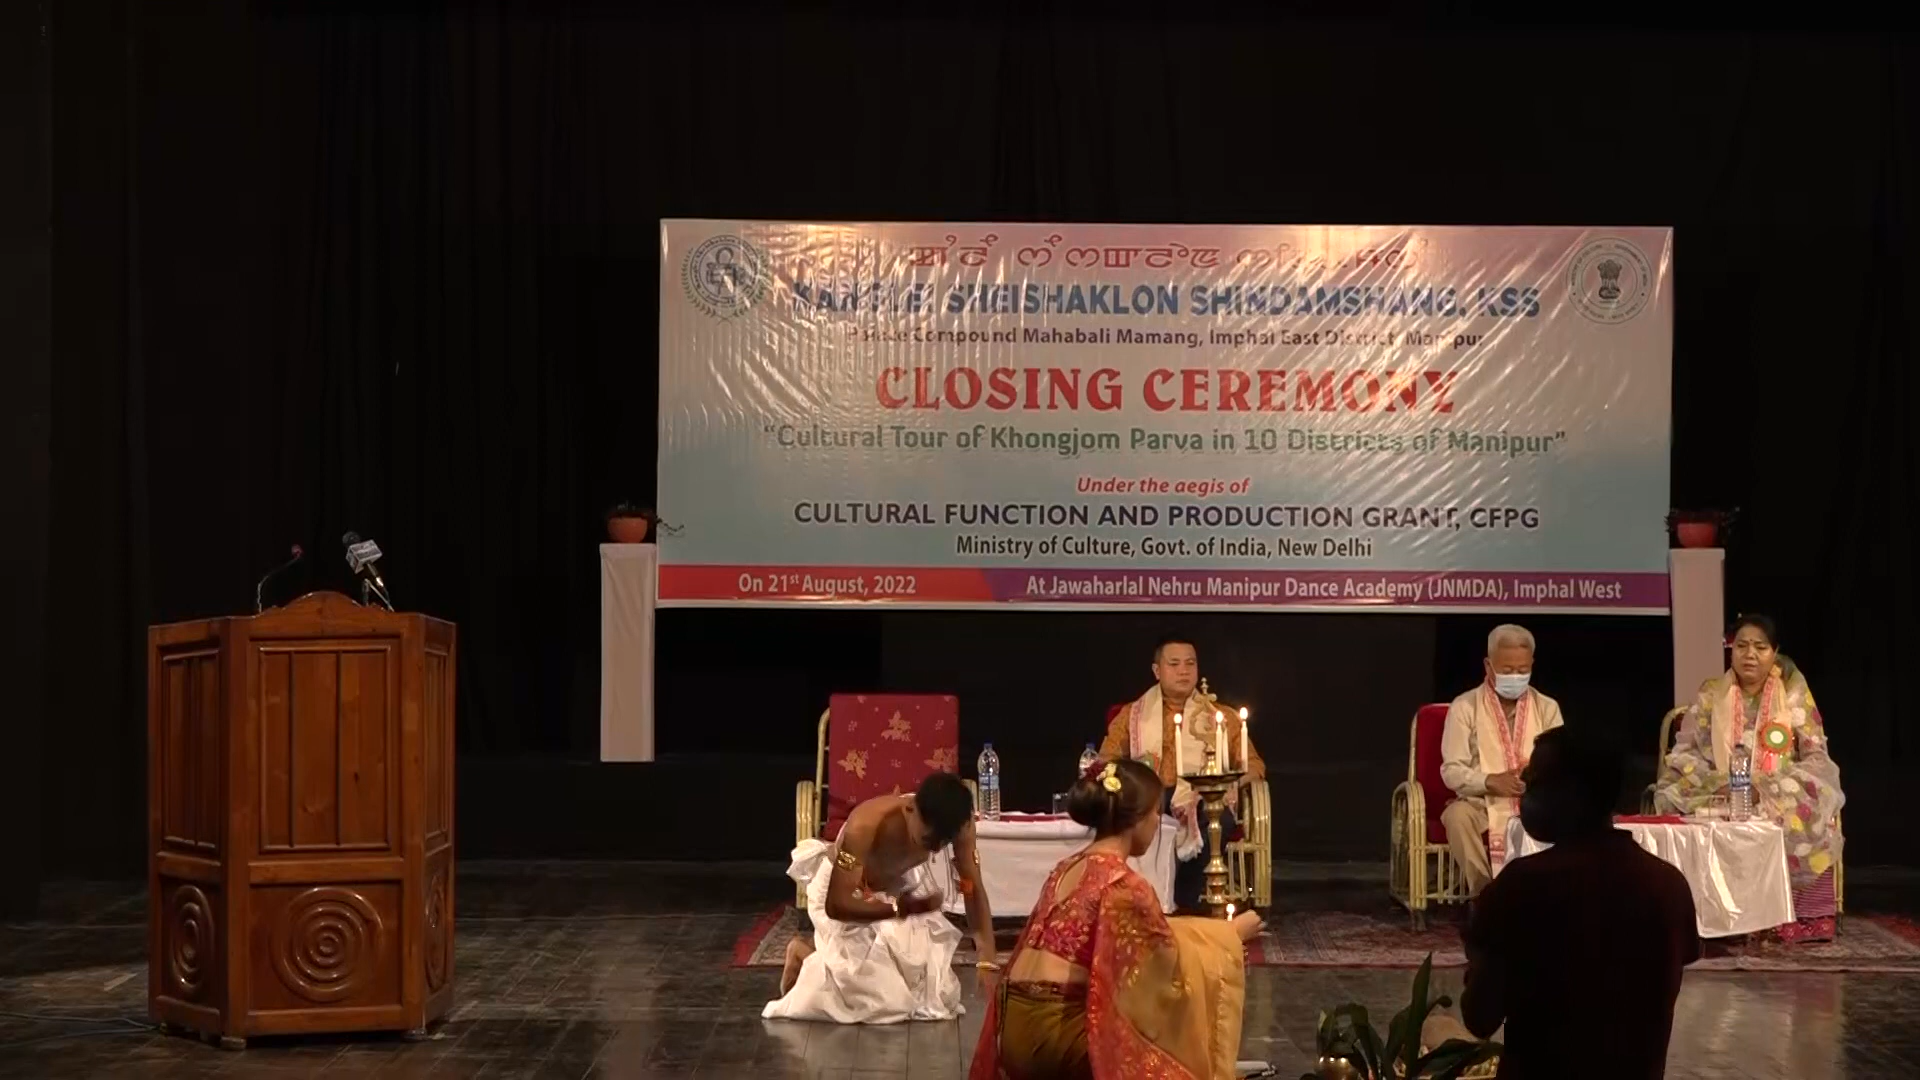 KANGLEI SHEISHAKLON SHINDAMSHANG, KSS
Palace Compound Mahabali Mamang, Imphal East District, Manipur
CLOSING CEREMONY
"Cultural Tour of Khongjom Parva in 10 Districts of Manipur"
Under the aegis of
CULTURAL FUNCTION AND PRODUCTION GRANT, CFPG
Ministry of Culture, Govt. of India, New Delhi
On 21st August, 2022 At Jawaharlal Nehru Manipur Dance Academy (JNMDA), Imphal West